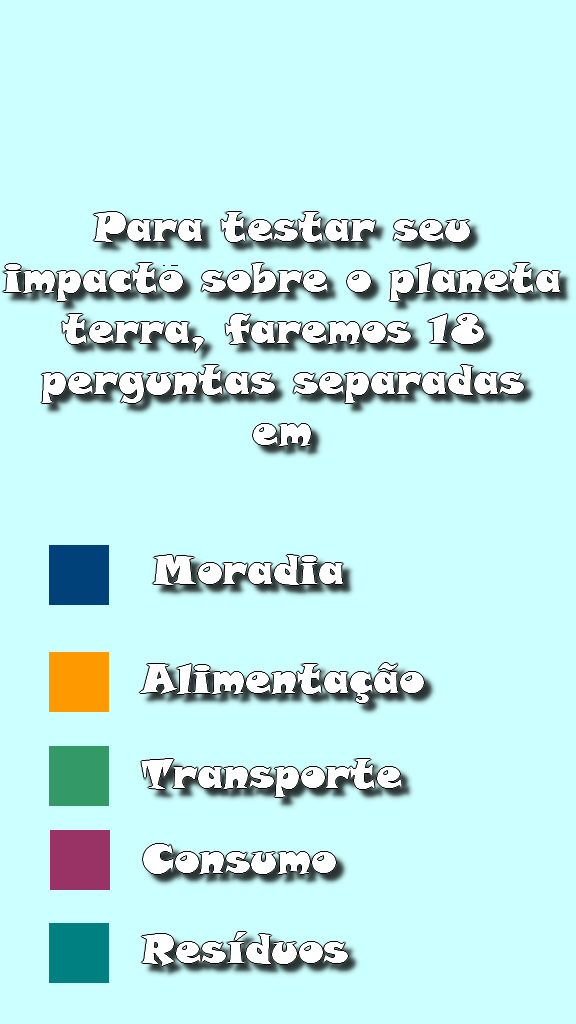 Para testar seu
impacto sobre o planeta
terra, faremos 18
perguntas separadas
em
Moradia
Alimentação
Transporte
Consumo
Resíduos